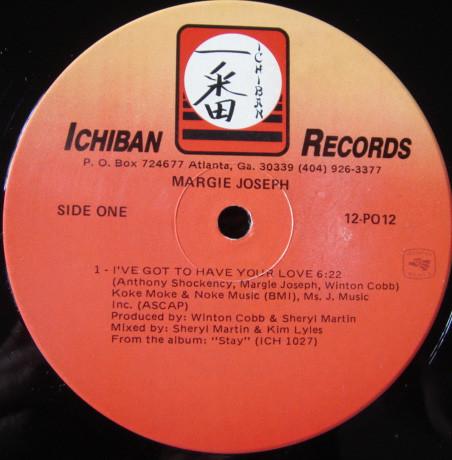 一番
ICHIBAN
ICHIBAN RECORDS
P. O. Box 724677 Atlanta, Ga. 30339 (404) 926-3377
MARGIE JOSEPH
SIDE ONE
12-PO12
1 - I'VE GOT TO HAVE YOUR LOVE 6:22
(Anthony Shockency, Margie Joseph, Winton Cobb)
Koke Moke & Noke Music (BMI), Ms. J. Music
Inc. (ASCAP)
Produced by: Winton Cobb & Sheryl Martin
Mixed by: Sheryl Martin & Kim Lyles
From the album: "Stay" (ICH 1027)